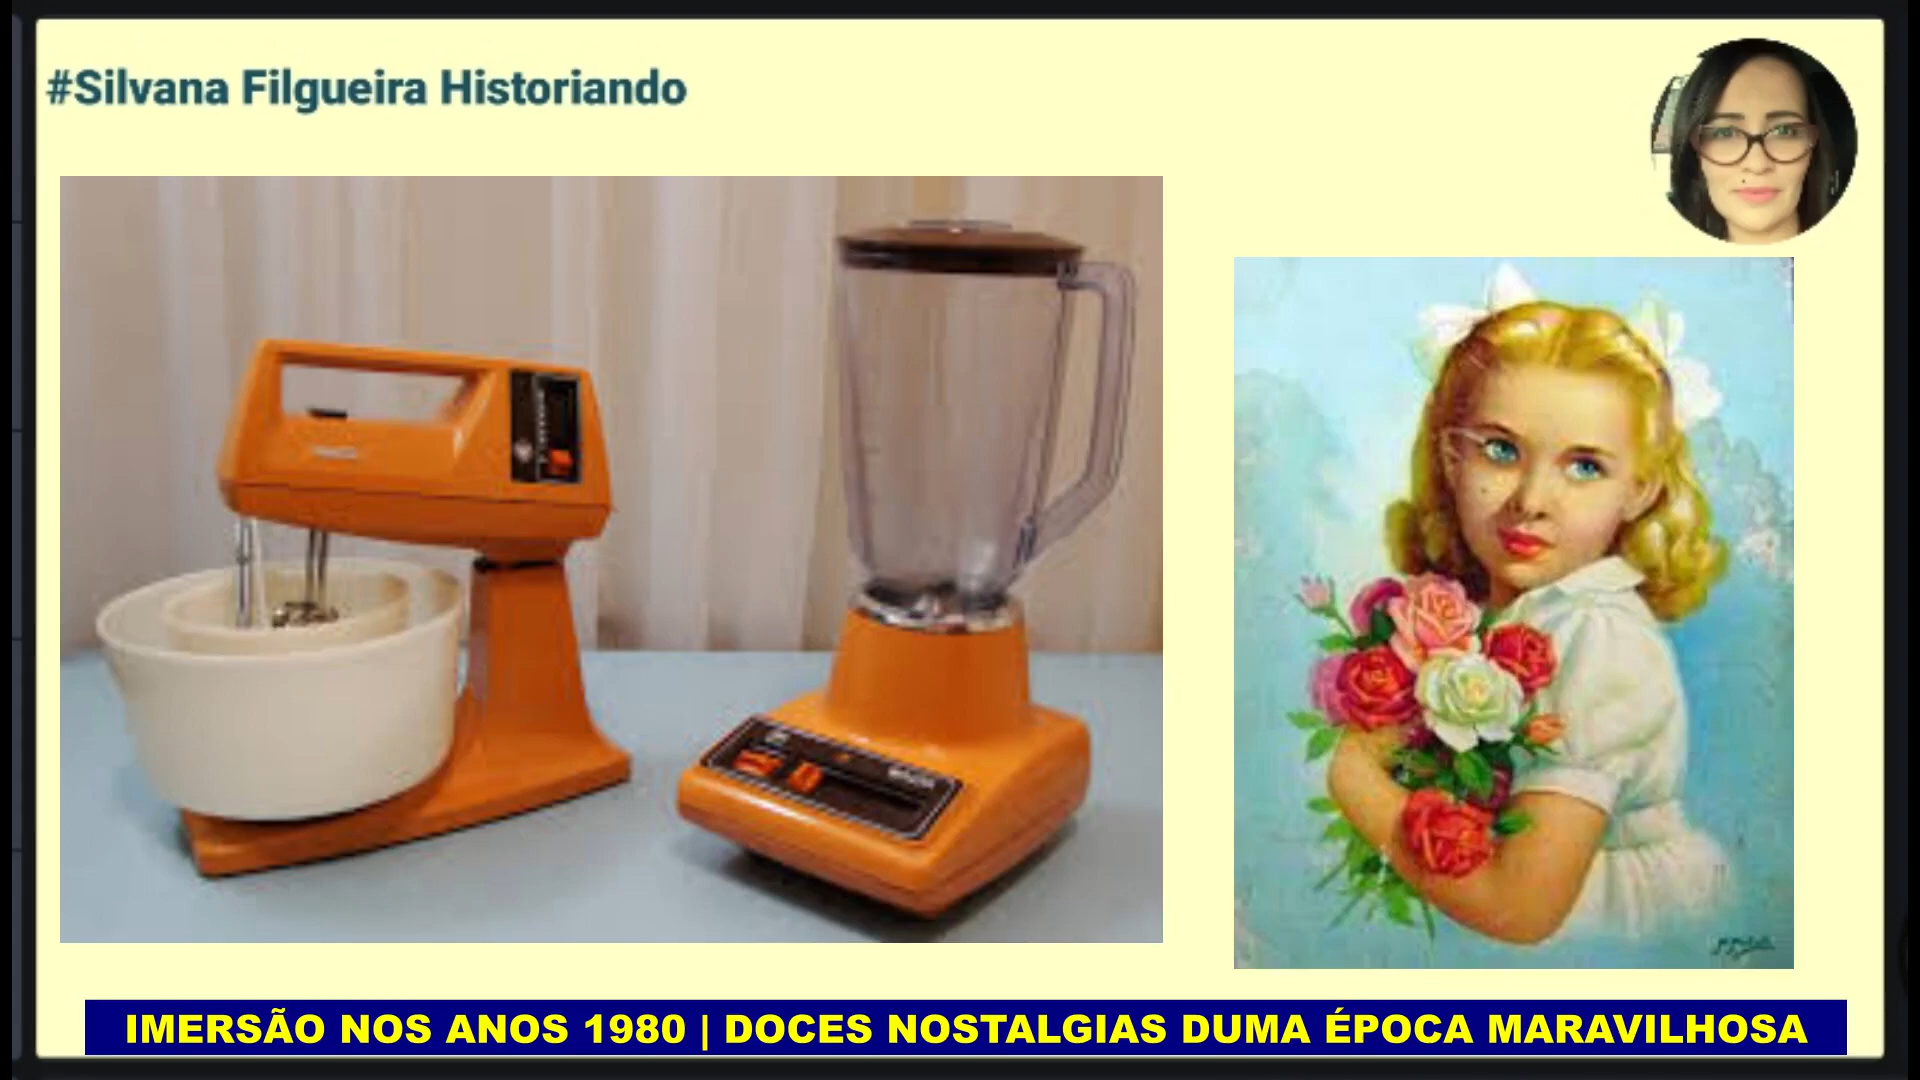 #Silvana Filgueira Historiando
IMERSÃO NOS ANOS 1980 | DOCES NOSTALGIAS DUMA ÉPOCA MARAVILHOSA